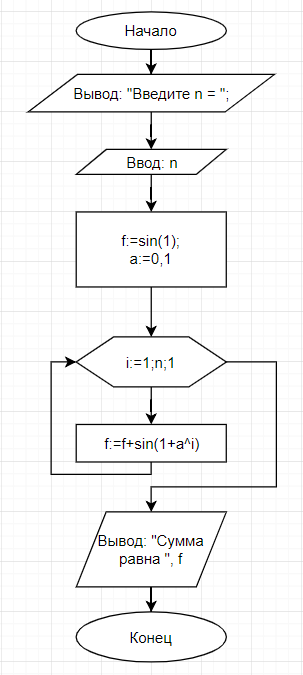 Начало
Вывод: "Введите n = ";
Ввод: n
f:=sin(1);
a:=0,1
i:=1;n;1
f:=f+sin(1+a^i)
Вывод: "Сумма
равна ", f
Конец